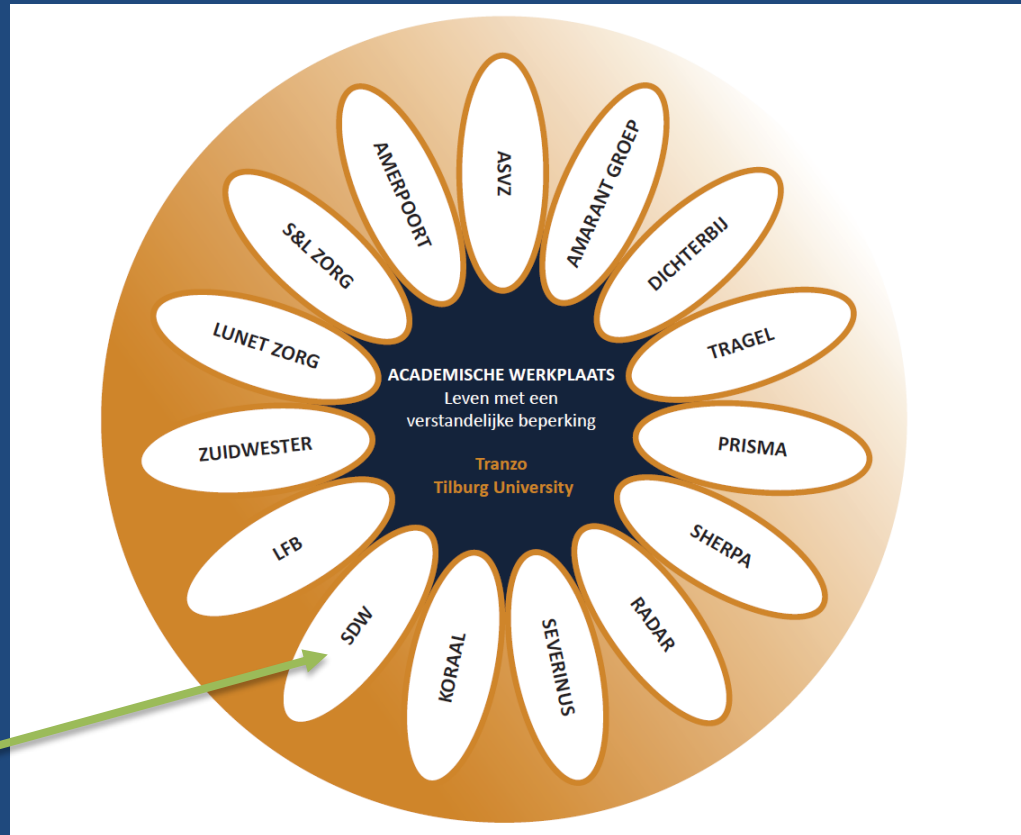 ASVZ
AMARANT GROEP
DICHTERBIJ
TRAGEL
PRISMA
SHERPA
RADAR
SEVERINUS
KORAAL
SDW
LFB
ZUIDWESTER
LUNET ZORG
S&L ZORG
AMERPOORT
ACADEMISCHE WERKPLAATS
Leven met een
verstandelijke beperking
Tranzo
Tilburg University